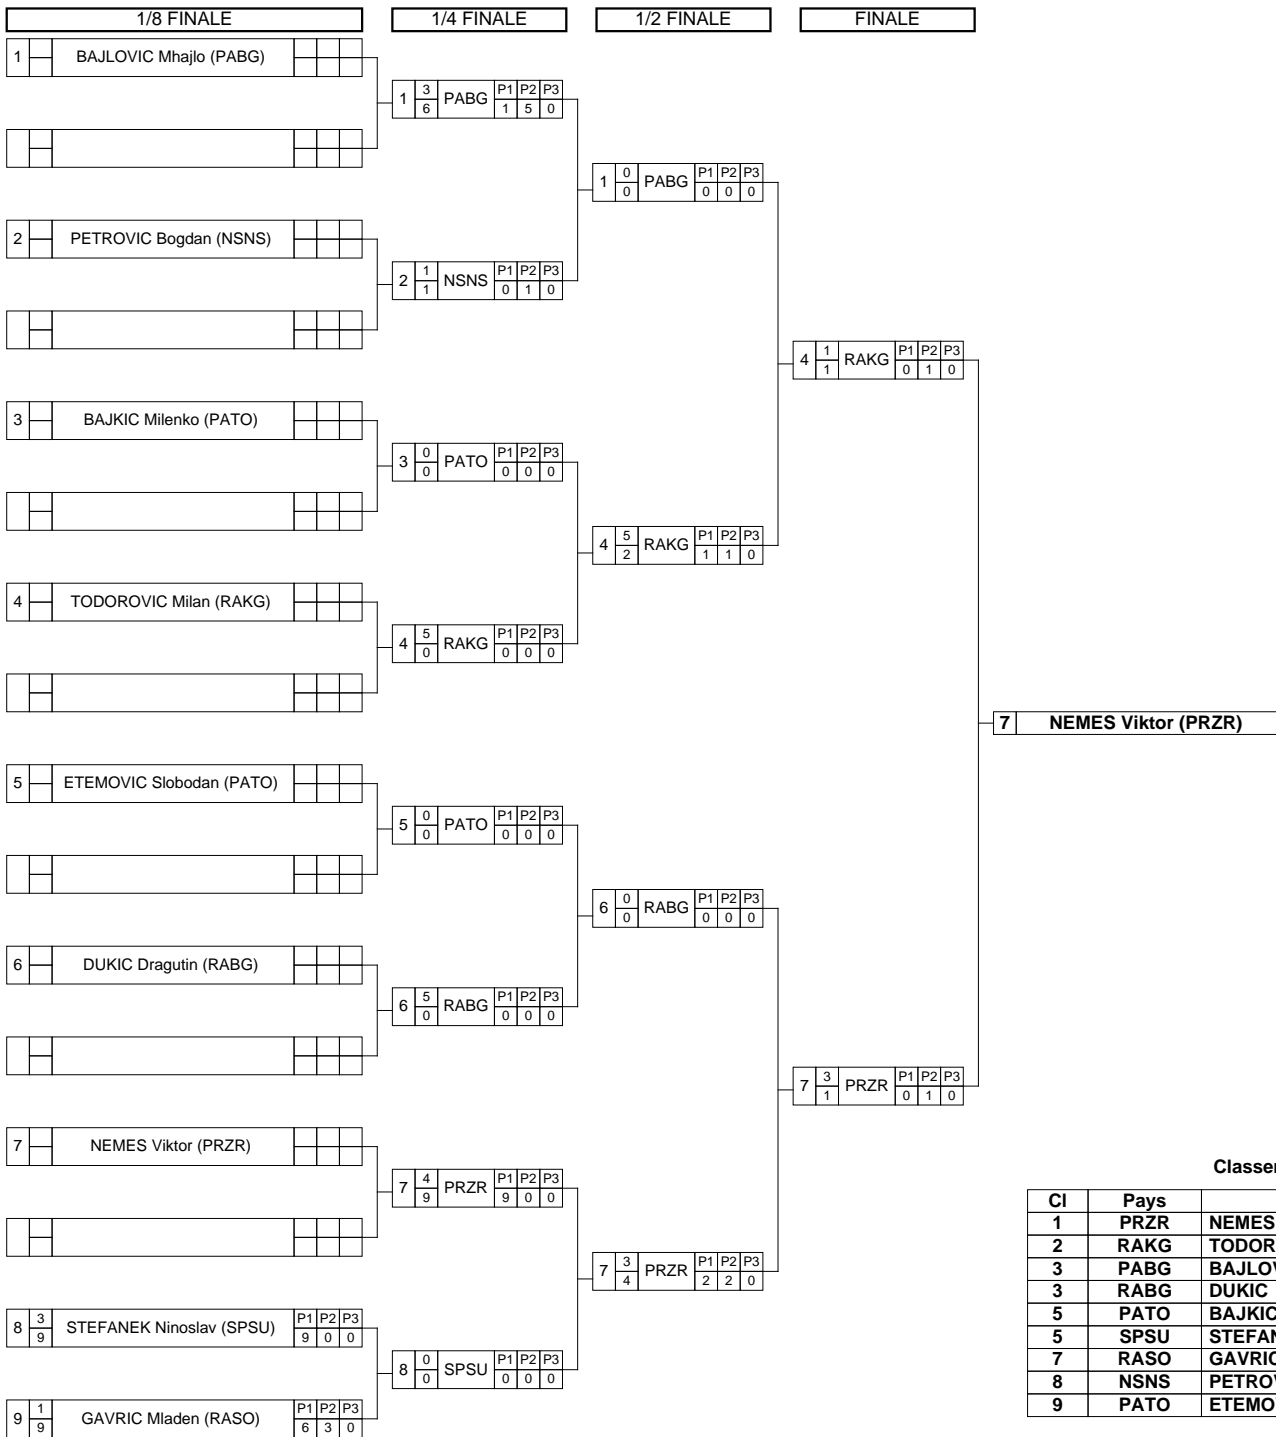 1/8 FINALE 1/4 FINALE 1/2 FINALE FINALE
1 BAJLOVIC Mhajlo (PABG)
1 3 6 PABG P1 P2 P3 1 5 0
1 0 0 PABG P1 P2 P3 0 0 0
2 PETROVIC Bogdan (NSNS)
2 1 1 NSNS P1 P2 P3 0 1 0
4 1 1 RAKG P1 P2 P3 0 1 0
3 BAJKIC Milenko (PATO)
3 0 0 PATO P1 P2 P3 0 0 0
4 5 2 RAKG P1 P2 P3 1 1 0
4 TODOROVIC Milan (RAKG)
4 5 0 RAKG P1 P2 P3 0 0 0
7 NEMES Viktor (PRZR)
5 ETEMOVIC Slobodan (PATO)
5 0 0 PATO P1 P2 P3 0 0 0
6 0 0 RABG P1 P2 P3 0 0 0
6 DUKIC Dragutin (RABG)
6 5 0 RABG P1 P2 P3 0 0 0
7 3 1 PRZR P1 P2 P3 0 1 0
7 NEMES Viktor (PRZR)
7 4 9 PRZR P1 P2 P3 9 0 0
7 3 4 PRZR P1 P2 P3 2 2 0
8 3 9 STEFANEK Ninoslav (SPSU) P1 P2 P3 9 0 0
8 0 0 SPSU P1 P2 P3 0 0 0
9 1 9 GAVRIC Mladen (RASO) P1 P2 P3 6 3 0
Classe
Cl Pays
1 PRZR NEMES
2 RAKG TODOR
3 PABG BAJLO
3 RABG DUKIC
5 PATO BAJKIC
5 SPSU STEFAN
7 RASO GAVRIC
8 NSNS PETRO
9 PATO ETEMO